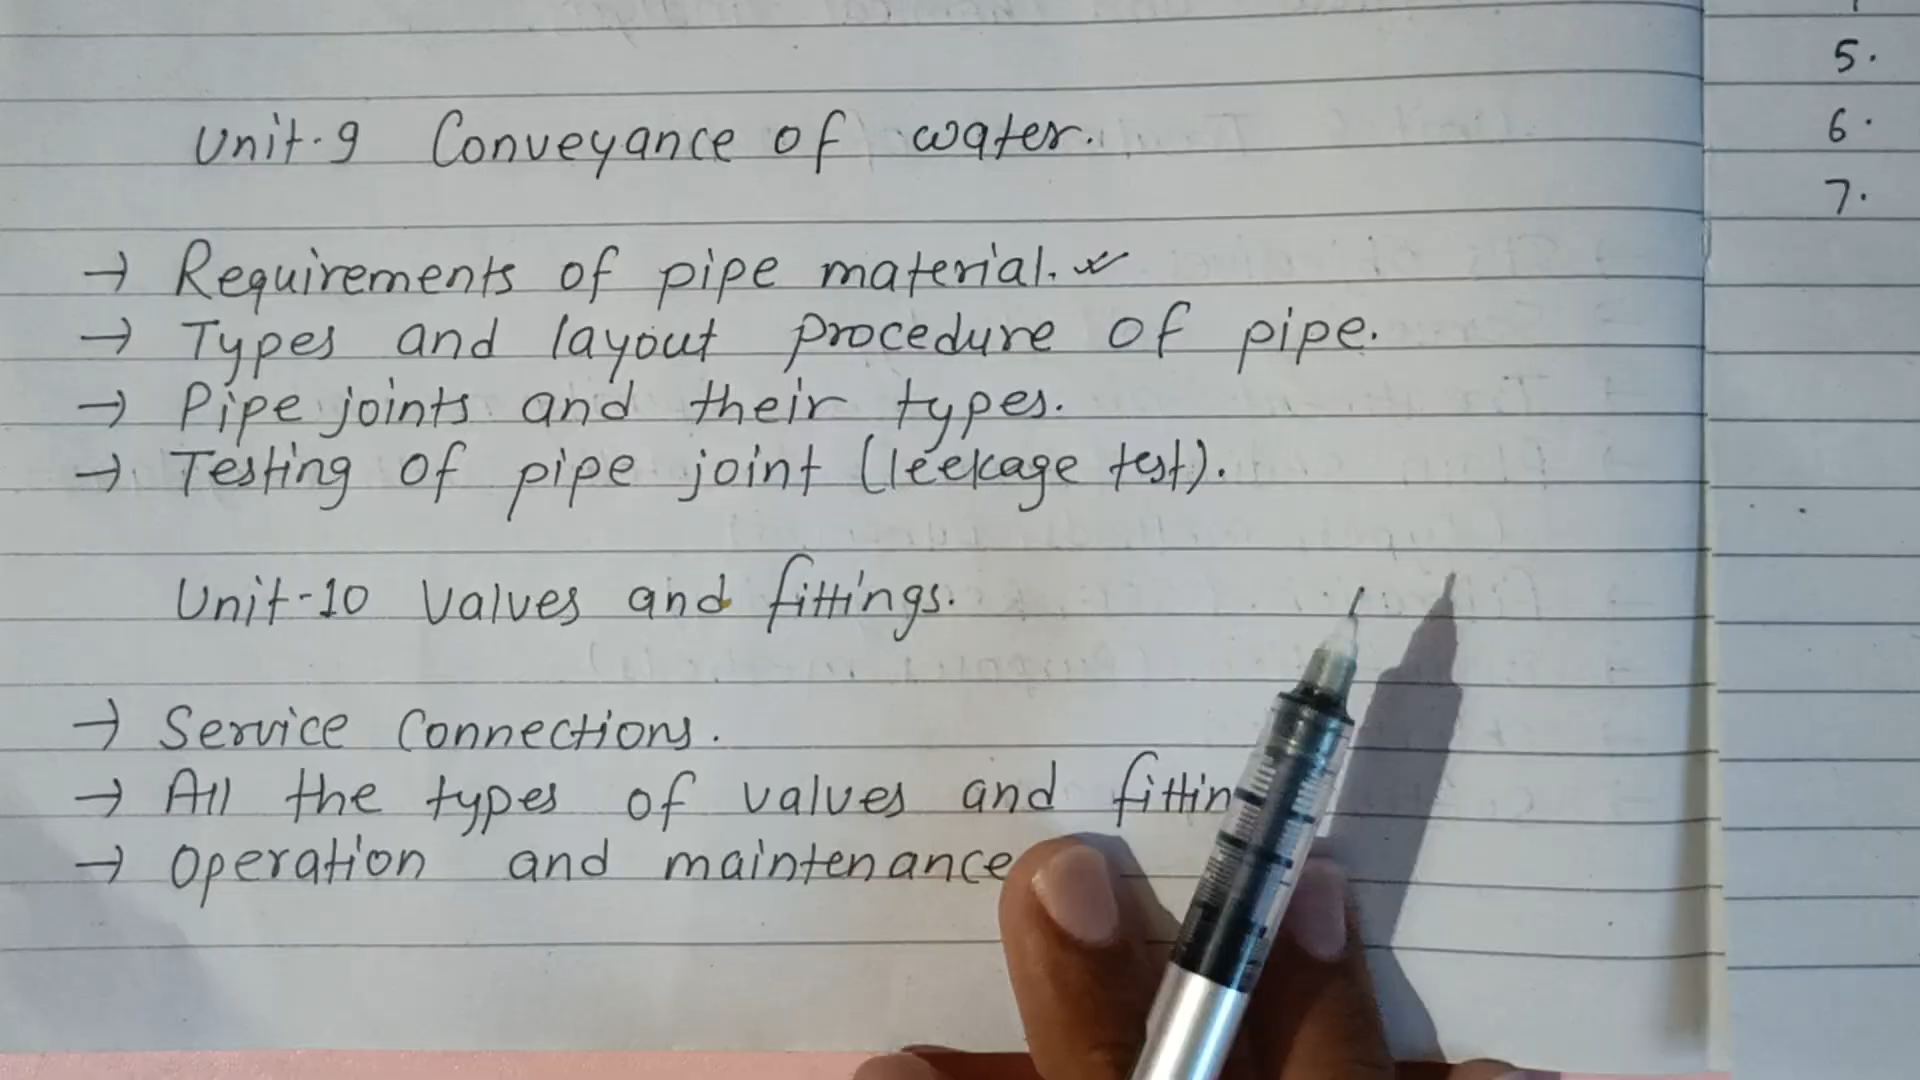 Unit.9 Conveyance of water.
→ Requirements of pipe material.
→ Types and layout procedure of pipe.
→ Pipe joints and their types.
→ Testing of pipe joint (leekage test).
Unit-10 Valves and fittings.
→ Service Connections.
→ All the types of valves and fittin
→ Operation and maintenance
5.
6.
7.